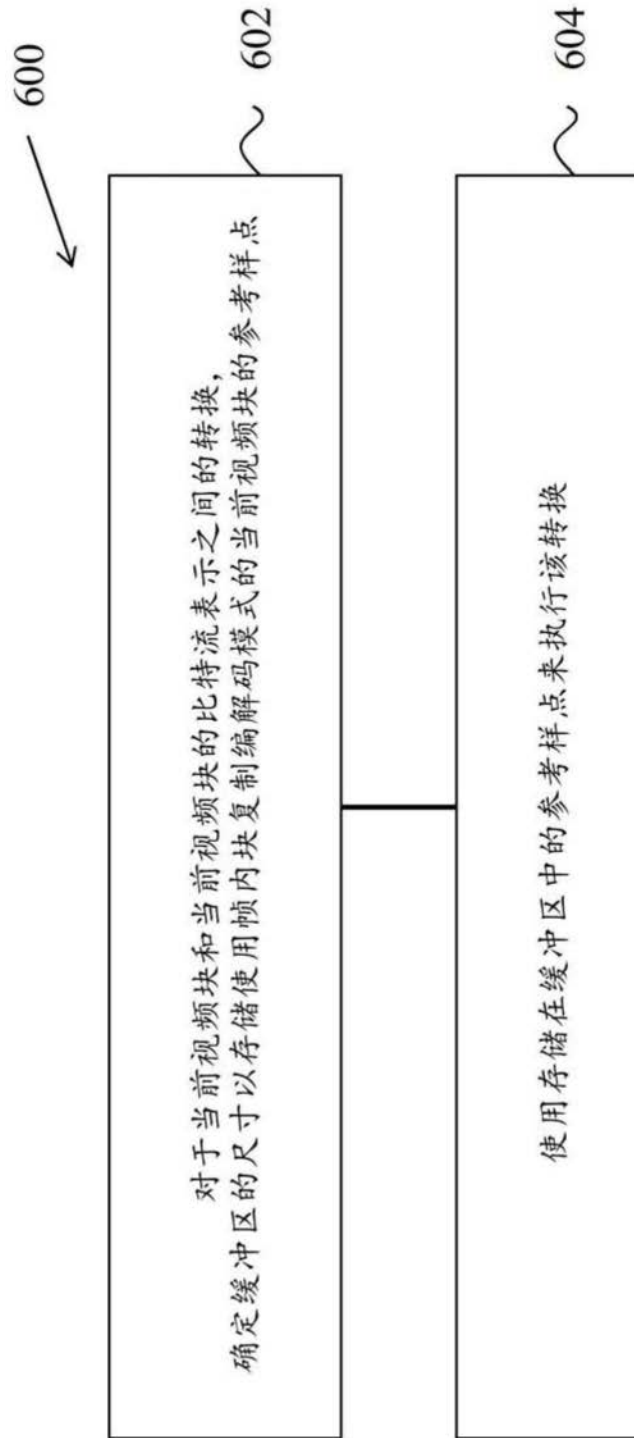 600
对于当前视频块和当前视频块的比特流表示之间的转换，
确定缓冲区的尺寸以存储使用帧内块复制编解码模式的当前视频块的参考样点
602
使用存储在缓冲区中的参考样点来执行该转换
604